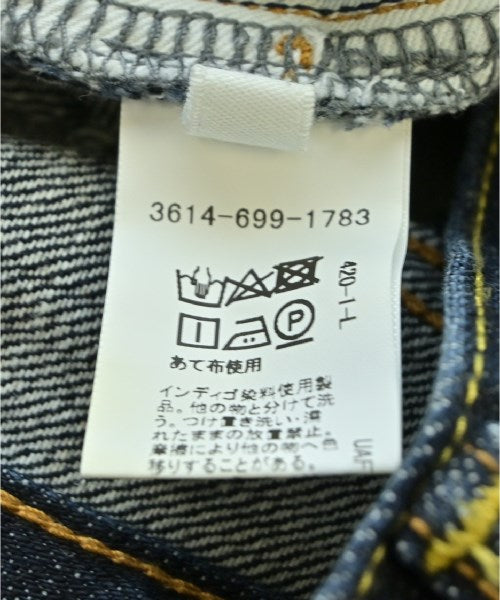 3614-699-1783
420-1-L
P
あて布使用
インディゴ染料使用製
品。他の物と分けて洗
う。つけ置き洗い・濡
れたままの放置禁止。
摩擦により他の物へ色
移りすることがある。
UAF